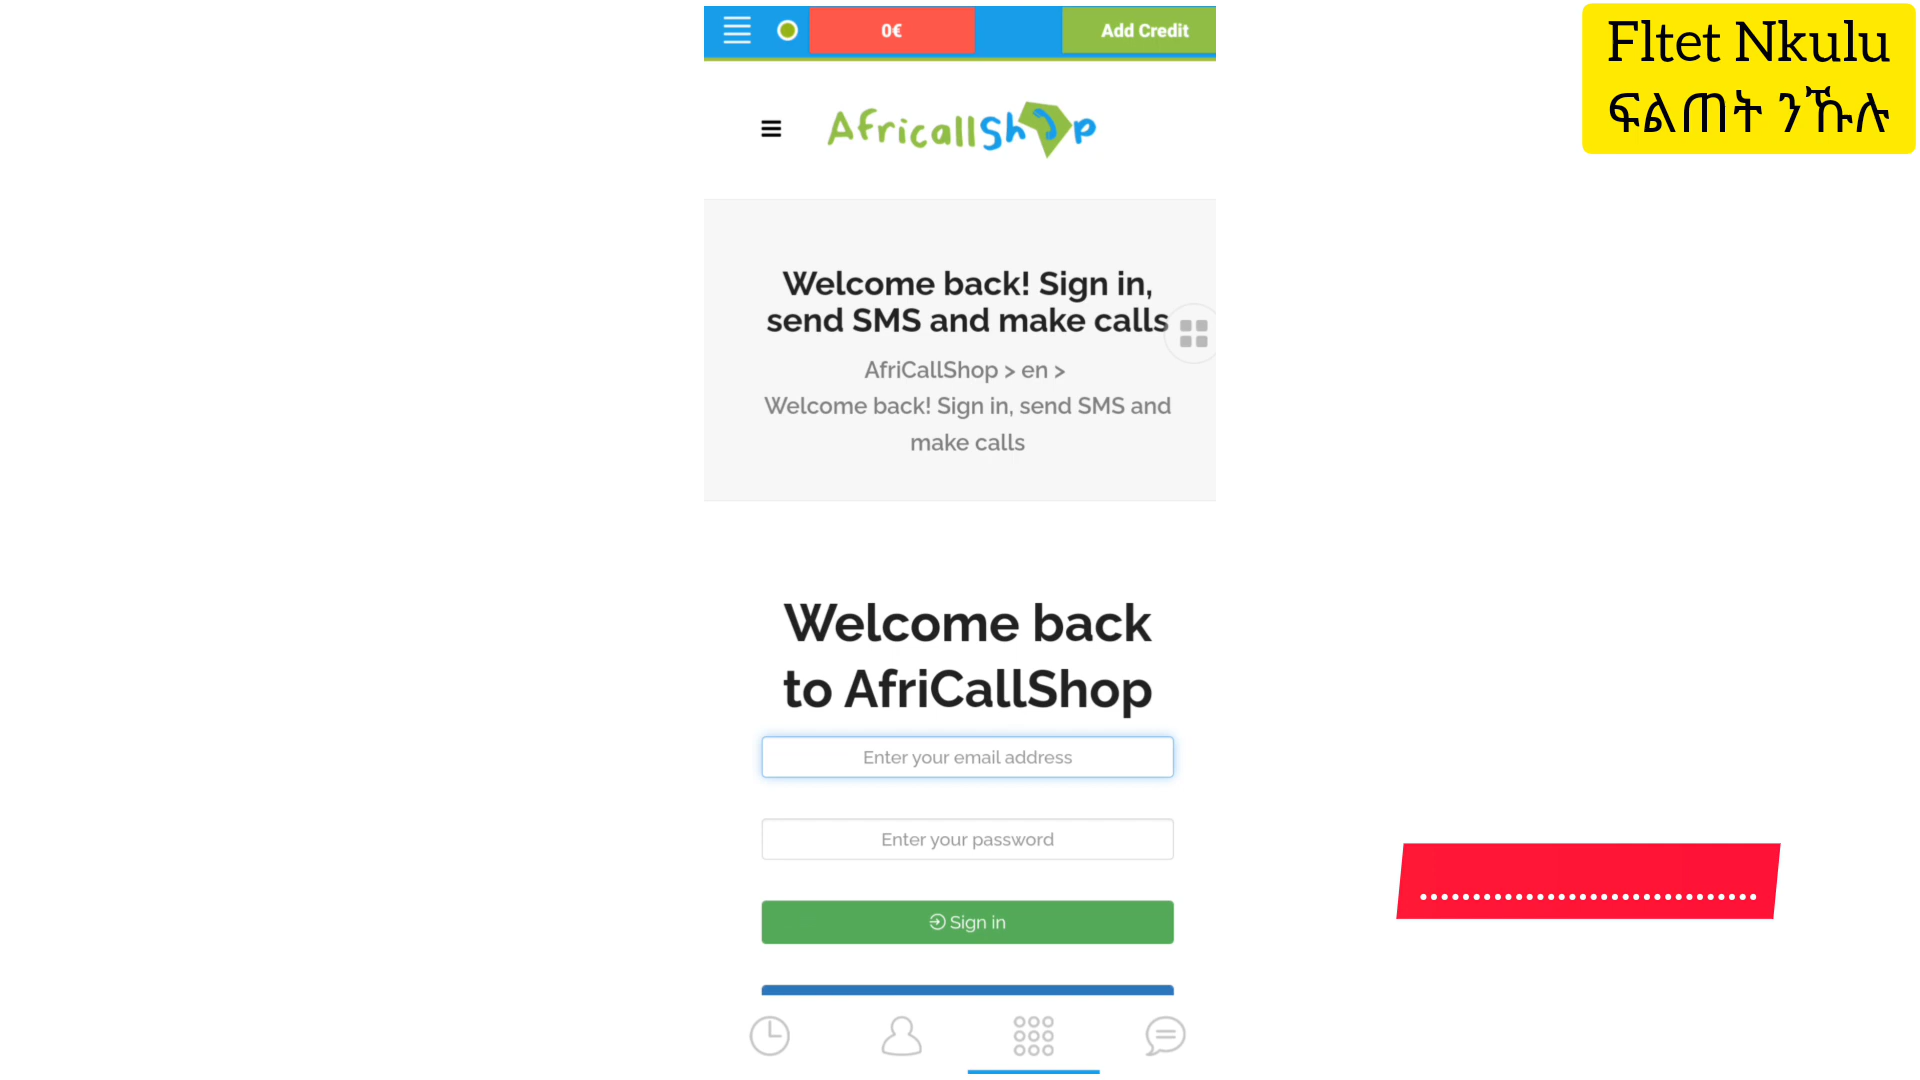 0€
Add Credit
AfricallShop
Welcome back! Sign in,
send SMS and make calls
AfriCallShop > en >
Welcome back! Sign in, send SMS and
make calls
Welcome back
to AfriCallShop
Enter your email address
Enter your password
Sign in
Fltet Nkulu
ፍልጠት ንኹሉ
................................